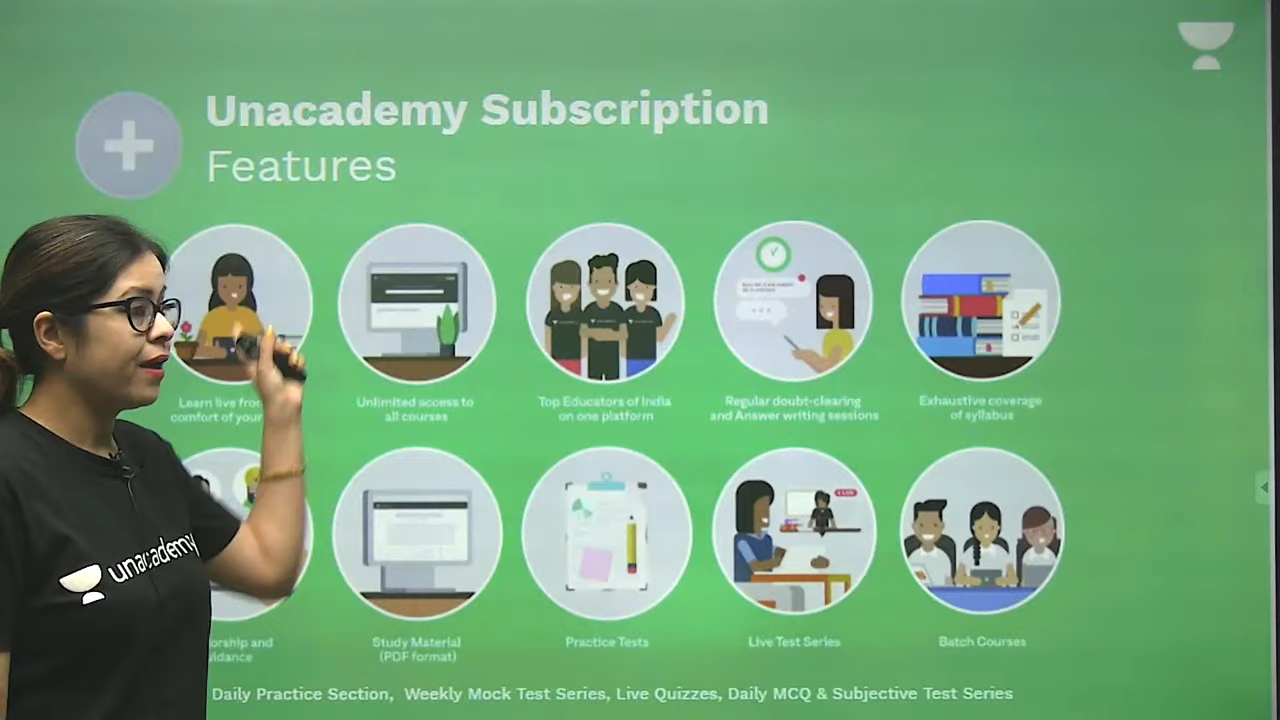 Unacademy Subscription
Features
Learn live from
comfort of your
Unlimited access to
all courses
Top Educators of India
on one platform
Regular doubt-clearing
and Answer writing sessions
Exhaustive coverage
of syllabus
LIVE
unacademy
Study Material
(PDF format)
Practice Tests
Live Test Series
Batch Courses
Daily Practice Section, Weekly Mock Test Series, Live Quizzes, Daily MCQ & Subjective Test Series